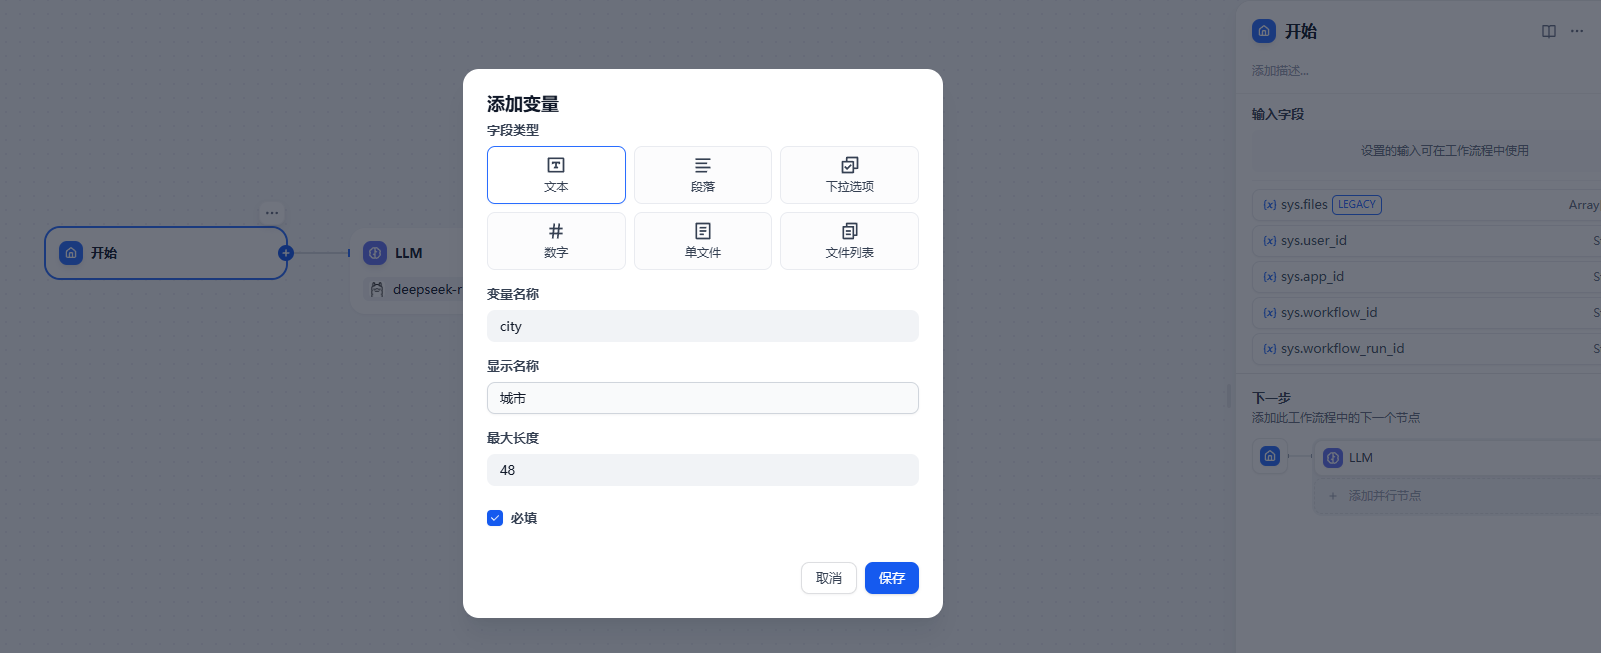 开始
LLM
deepseek-r
添加变量
字段类型
文本
段落
下拉选项
数字
单文件
文件列表
变量名称
city
显示名称
城市
最大长度
48
必填
取消
保存
开始
添加描述...
输入字段
设置的输入可在工作流程中使用
{x} sys.files LEGACY Array
{x} sys.user_id S
{x} sys.app_id S
{x} sys.workflow_id S
{x} sys.workflow_run_id S
下一步
添加此工作流程中的下一个节点
LLM
+ 添加并行节点